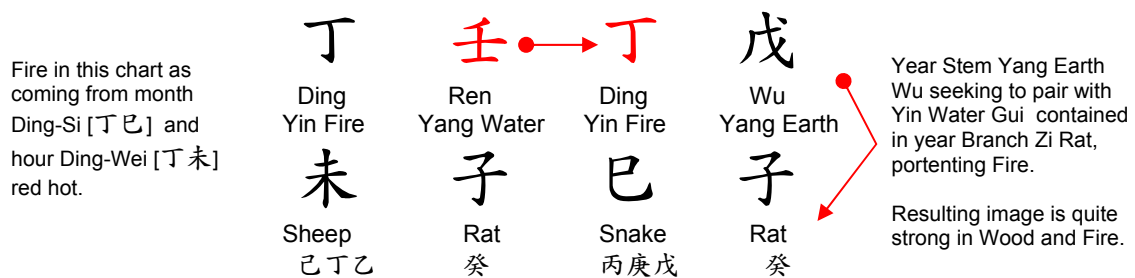 丁 壬 丁 戊
Fire in this chart as
coming from month
Ding-Si [丁巳] and
hour Ding-Wei [丁未]
red hot.
Ding Ren Ding Wu
Yin Fire Yang Water Yin Fire Yang Earth
未 子 巳 子
Sheep Rat Snake Rat
己丁乙 癸 丙庚戊 癸
Year Stem Yang Earth
Wu seeking to pair with
Yin Water Gui contained
in year Branch Zi Rat,
portenting Fire.
Resulting image is quite
strong in Wood and Fire.